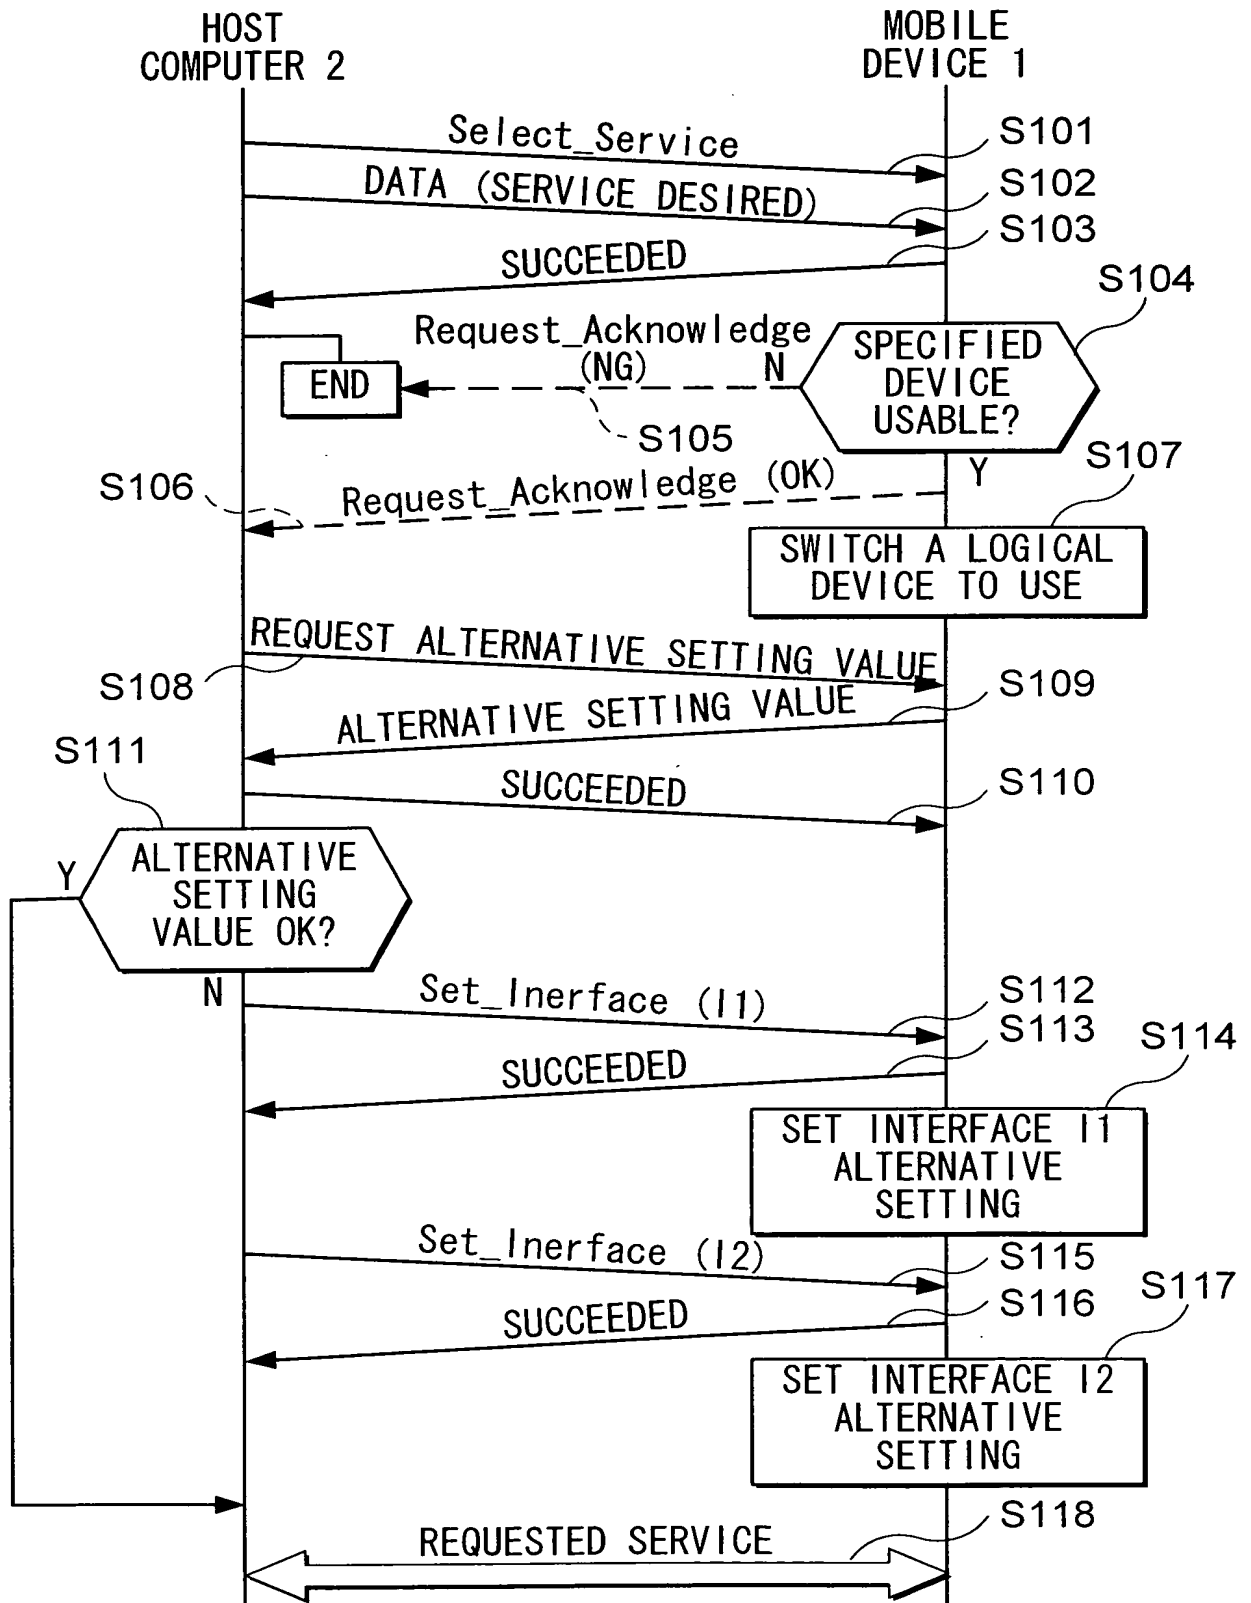 HOST
COMPUTER 2
MOBILE
DEVICE 1
Select_Service
S101
DATA (SERVICE DESIRED)
S102
S103
SUCCEEDED
S104
Request_Acknowledge
(NG)
N
SPECIFIED
DEVICE
USABLE?
END
S105
Y
S107
S106
Request_Acknowledge (OK)
SWITCH A LOGICAL
DEVICE TO USE
REQUEST ALTERNATIVE SETTING VALUE
S108
S109
ALTERNATIVE SETTING VALUE
S111
S110
SUCCEEDED
Y
ALTERNATIVE
SETTING
VALUE OK?
N
Set_Inerface (I1)
S112
S113
S114
SUCCEEDED
SET INTERFACE I1
ALTERNATIVE
SETTING
Set_Inerface (I2)
S115
S116
S117
SUCCEEDED
SET INTERFACE I2
ALTERNATIVE
SETTING
S118
REQUESTED SERVICE